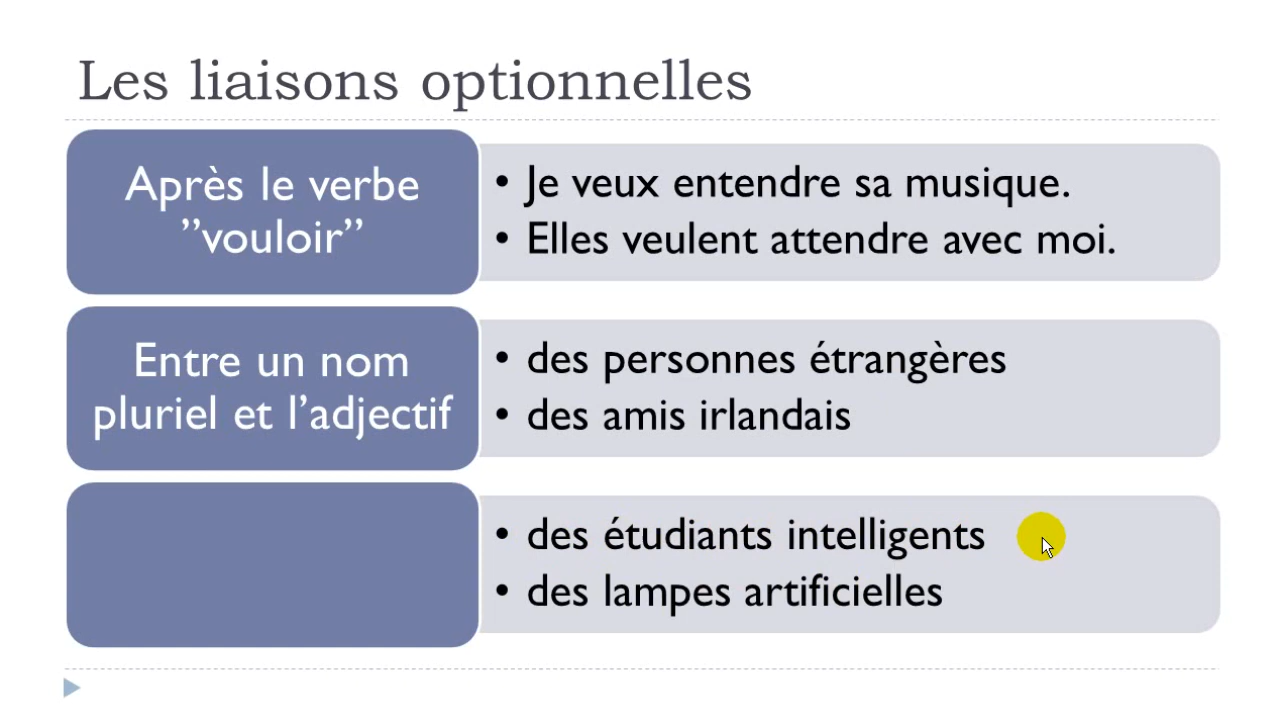 Les liaisons optionnelles
Après le verbe
”vouloir”
• Je veux entendre sa musique.
• Elles veulent attendre avec moi.
Entre un nom
pluriel et l’adjectif
• des personnes étrangères
• des amis irlandais
• des étudiants intelligents
• des lampes artificielles